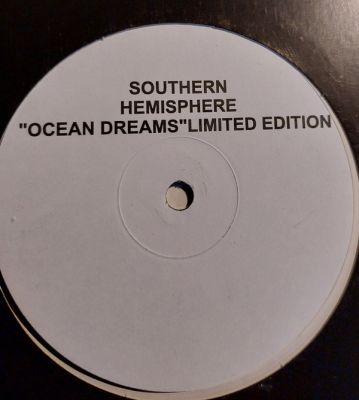 SOUTHERN
HEMISPHERE
"OCEAN DREAMS"LIMITED EDITION